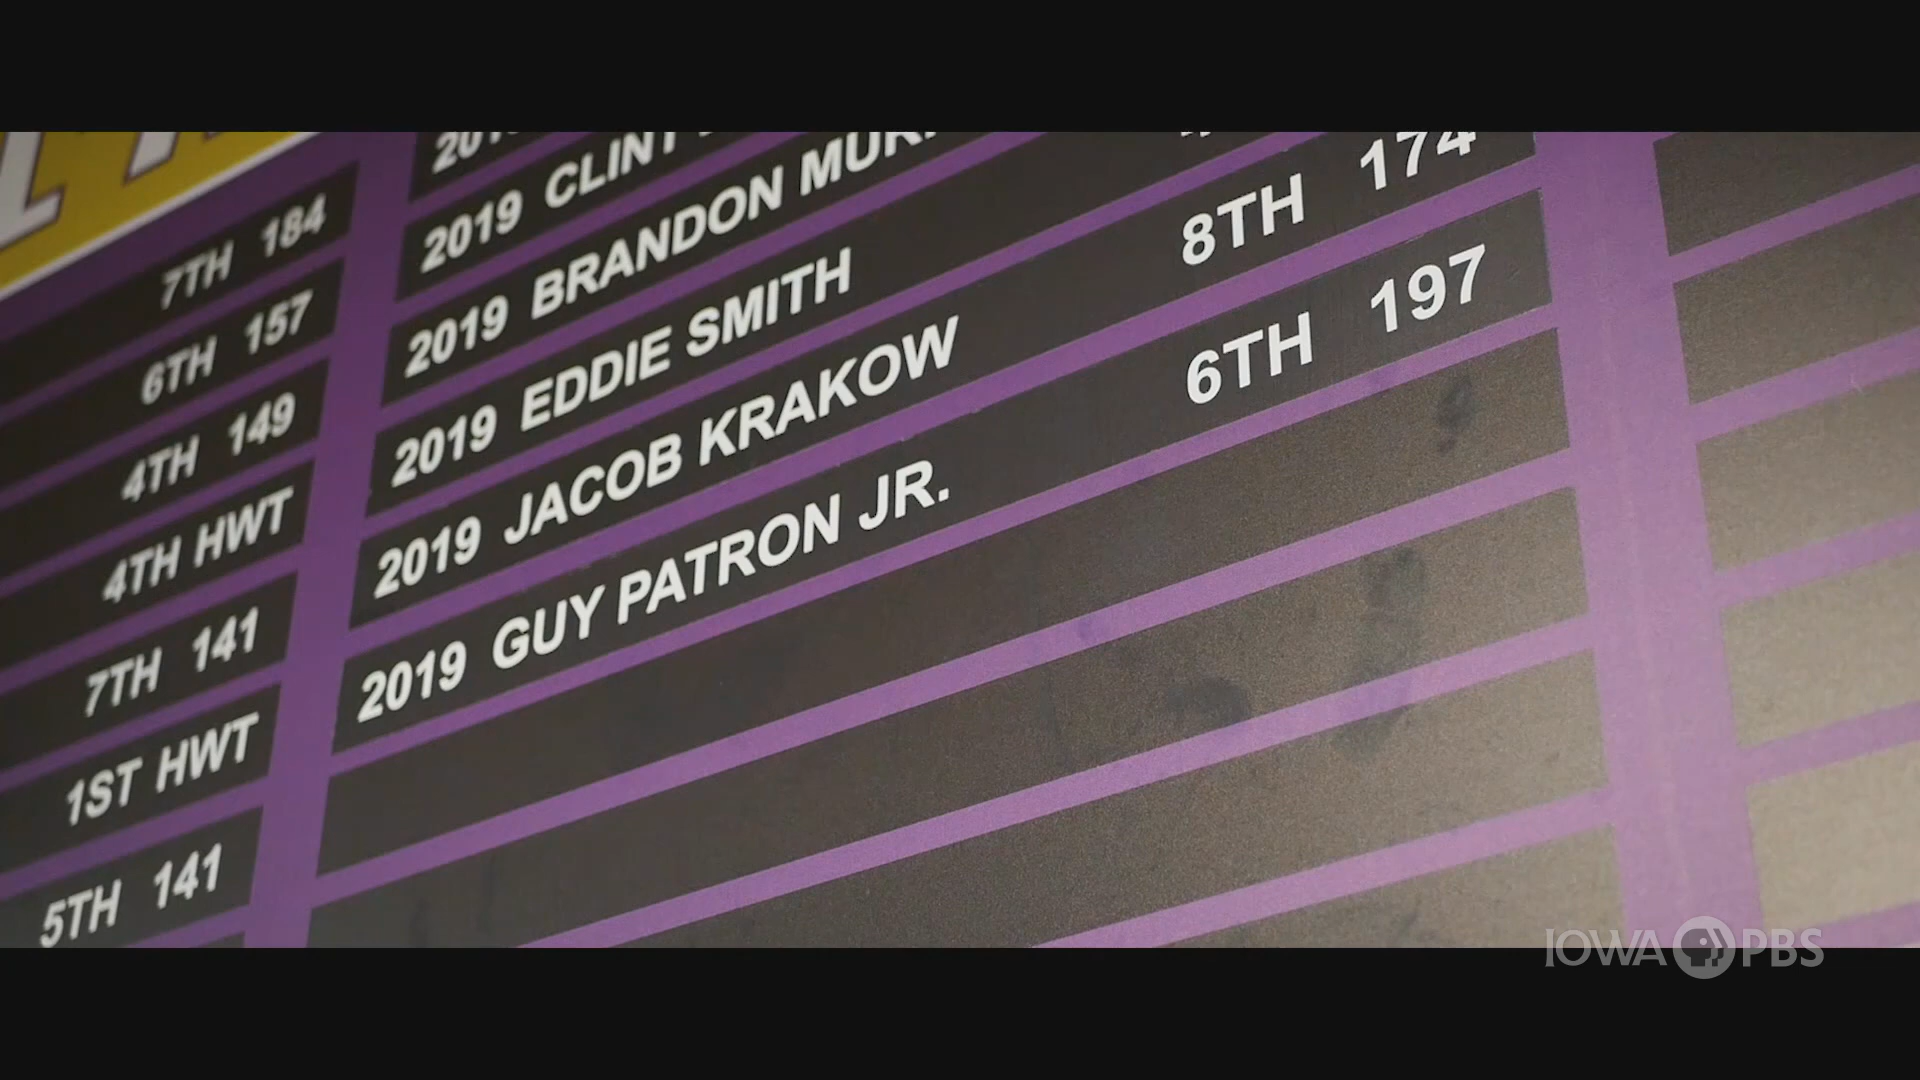 7TH 184
6TH 157
4TH 149
4TH HWT
7TH 141
1ST HWT
5TH 141
2019 CLINT
2019 BRANDON
2019 EDDIE SMITH
2019 JACOB KRAKOW 8TH 174
2019 GUY PATRON JR. 6TH 197
IOWA PBS